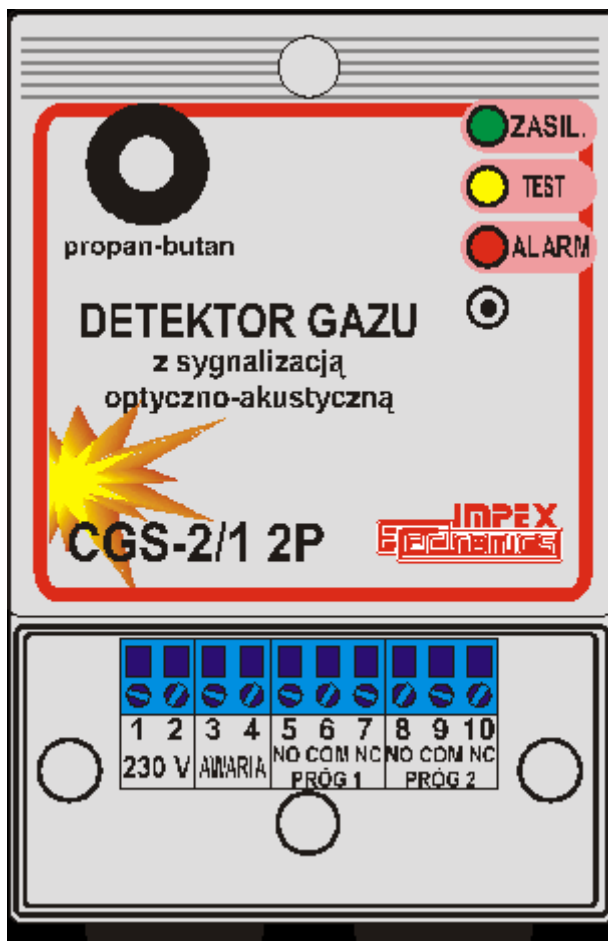 ZASIL.
TEST
ALARM
propan-butan
DETEKTOR GAZU
z sygnalizacją
optyczno-akustyczną
CGS-2/1 2P
IMPEX
Electronics
1 2 3 4 5 6 7 8 9 10
230 V AWARIA NO COM NC NO COM NC
PRÓG 1 PRÓG 2